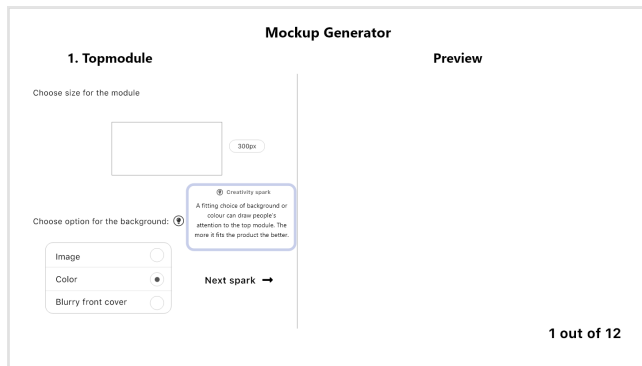 Mockup Generator
1. Topmodule
Preview
Choose size for the module
300px
Creativity spark
A fitting choice of background or
colour can draw people's
attention to the top module. The
more it fits the product the better.
Choose option for the background:
Image
Color
Blurry front cover
Next spark →
1 out of 12